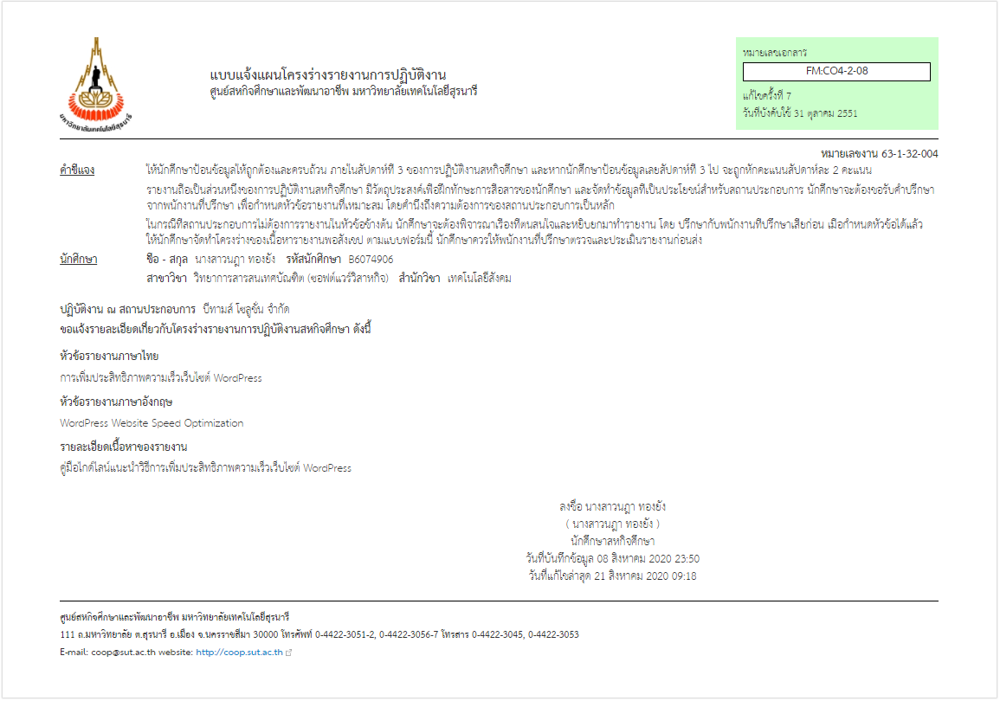 มหาวิทยาลัยเทคโนโลยีสุรนารี
แบบแจ้งแผนโครงร่างรายงานการปฏิบัติงาน
ศูนย์สหกิจศึกษาและพัฒนาอาชีพ มหาวิทยาลัยเทคโนโลยีสุรนารี
หมายเลขเอกสาร
FM:CO4-2-08
แก้ไขครั้งที่ 7
วันที่บังคับใช้ 31 ตุลาคม 2551
หมายเลขงาน 63-1-32-004
คำชี้แจง
ให้นักศึกษาป้อนข้อมูลให้ถูกต้องและครบถ้วน ภายในสัปดาห์ที่ 3 ของการปฏิบัติงานสหกิจศึกษา และหากนักศึกษาป้อนข้อมูลเลยสัปดาห์ที่ 3 ไป จะถูกหักคะแนนสัปดาห์ละ 2 คะแนน
รายงานถือเป็นส่วนหนึ่งของการปฏิบัติงานสหกิจศึกษา มีวัตถุประสงค์เพื่อฝึกทักษะการสื่อสารของนักศึกษา และจัดทำข้อมูลที่เป็นประโยชน์สำหรับสถานประกอบการ นักศึกษาจะต้องขอรับคำปรึกษา
จากพนักงานที่ปรึกษา เพื่อกำหนดหัวข้อรายงานที่เหมาะสม โดยคำนึงถึงความต้องการของสถานประกอบการเป็นหลัก
ในกรณีที่สถานประกอบการไม่ต้องการรายงานในหัวข้อข้างต้น นักศึกษาจะต้องพิจารณาเรื่องที่ตนสนใจและหยิบยกมาทำรายงาน โดย ปรึกษากับพนักงานที่ปรึกษาเสียก่อน เมื่อกำหนดหัวข้อได้แล้ว
ให้นักศึกษาจัดทำโครงร่างของเนื้อหารายงานพอสังเขป ตามแบบฟอร์มนี้ นักศึกษาควรให้พนักงานที่ปรึกษาตรวจและประเมินรายงานก่อนส่ง
นักศึกษา
ชื่อ - สกุล นางสาวนฎา ทองยัง รหัสนักศึกษา B6074906
สาขาวิชา วิทยาการสารสนเทศบัณฑิต (ซอฟต์แวร์วิสาหกิจ) สำนักวิชา เทคโนโลยีสังคม
ปฏิบัติงาน ณ สถานประกอบการ บีทามส์ โซลูชั่น จำกัด
ขอแจ้งรายละเอียดเกี่ยวกับโครงร่างรายงานการปฏิบัติงานสหกิจศึกษา ดังนี้
หัวข้อรายงานภาษาไทย
การเพิ่มประสิทธิภาพความเร็วเว็บไซต์ WordPress
หัวข้อรายงานภาษาอังกฤษ
WordPress Website Speed Optimization
รายละเอียดเนื้อหาของรายงาน
คู่มือไกด์ไลน์แนะนำวิธีการเพิ่มประสิทธิภาพความเร็วเว็บไซต์ WordPress
ลงชื่อ นางสาวนฎา ทองยัง
( นางสาวนฎา ทองยัง )
นักศึกษาสหกิจศึกษา
วันที่บันทึกข้อมูล 08 สิงหาคม 2020 23:50
วันที่แก้ไขล่าสุด 21 สิงหาคม 2020 09:18
ศูนย์สหกิจศึกษาและพัฒนาอาชีพ มหาวิทยาลัยเทคโนโลยีสุรนารี
111 ถ.มหาวิทยาลัย ต.สุรนารี อ.เมือง จ.นครราชสีมา 30000 โทรศัพท์ 0-4422-3051-2, 0-4422-3056-7 โทรสาร 0-4422-3045, 0-4422-3053
E-mail: coop@sut.ac.th website: http://coop.sut.ac.th